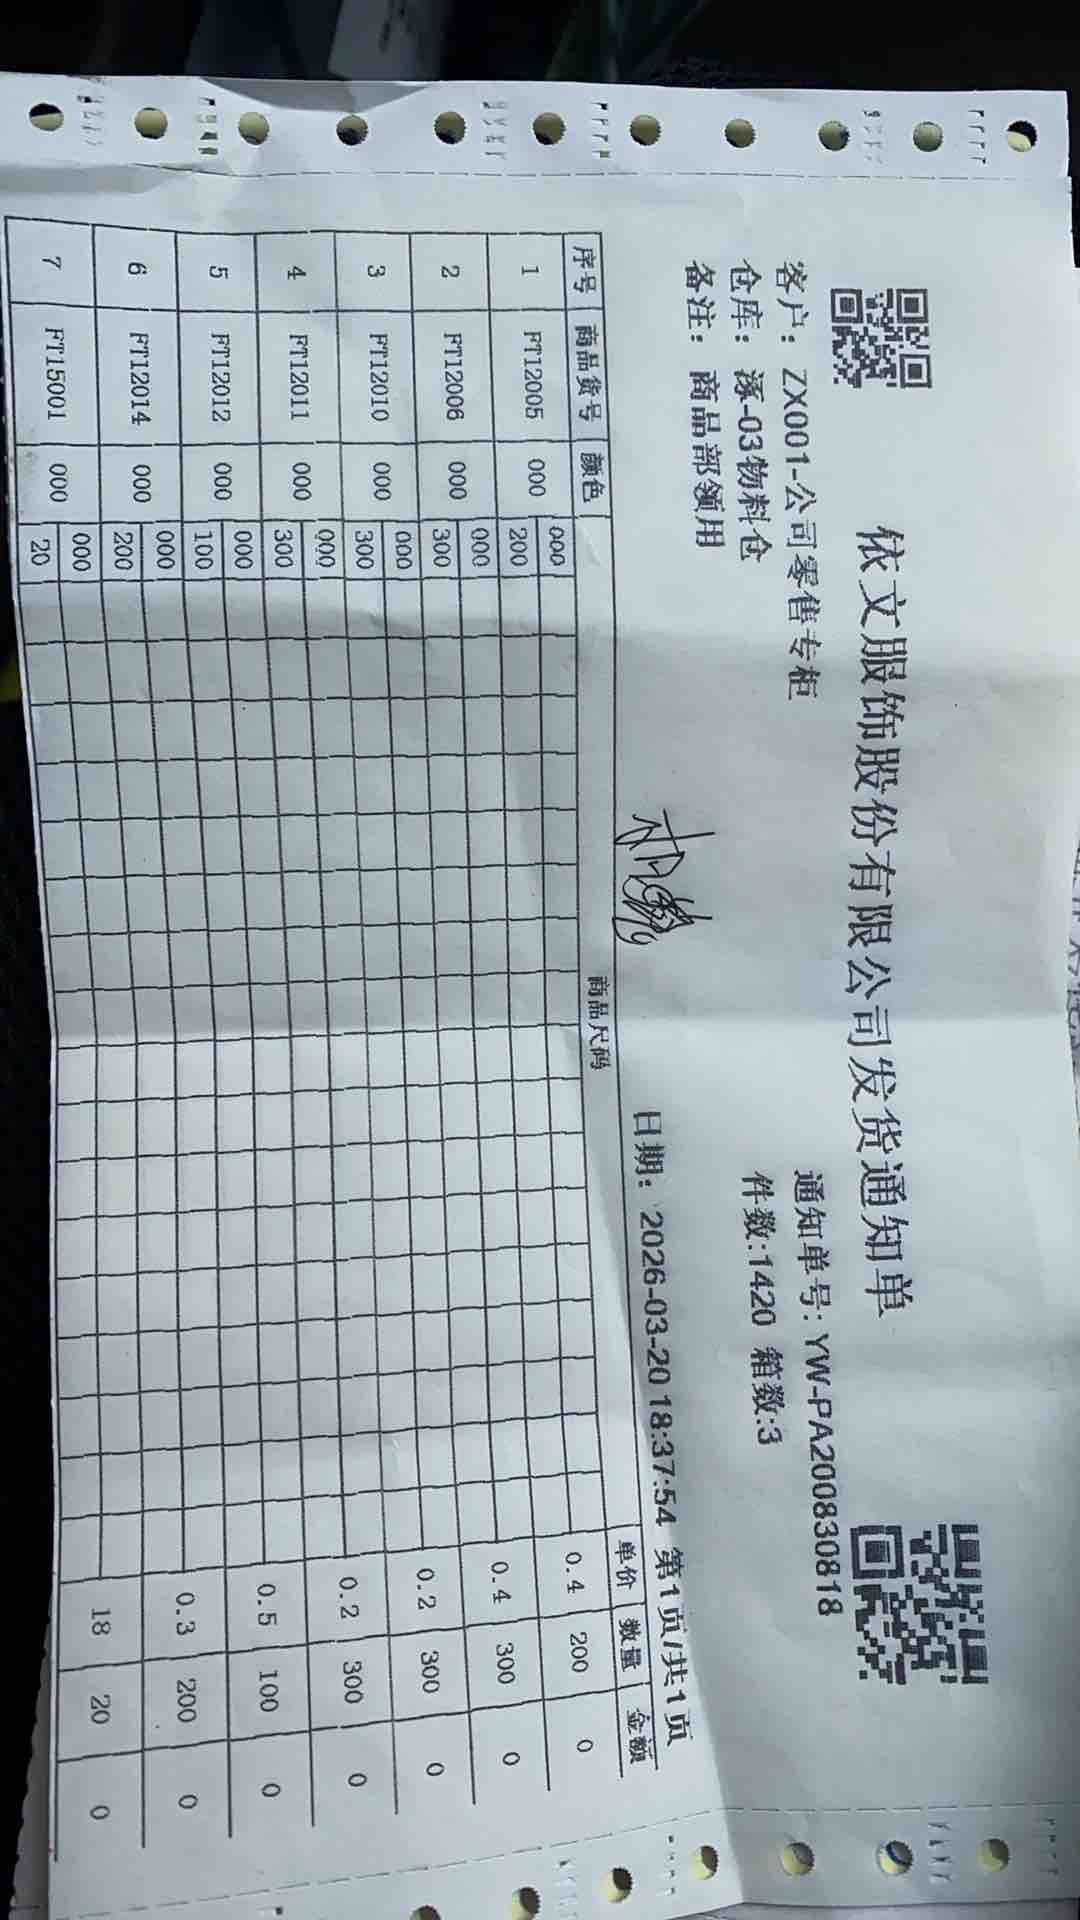 依文服饰股份有限公司发货通知单
客户: ZX001-公司零售专柜 通知单号: YW-PA200830818
仓库: 涿-03物料仓 件数:1420 箱数:3
备注: 商品部领用 日期: 2026-03-20 18:37:54 第1页/共1页
序号 商品货号 颜色 商品尺码 单价 数量 金额
000
1 FT12005 000 200 0.4 200 0
000
2 FT12006 000 300 0.4 300 0
000
3 FT12010 000 300 0.2 300 0
000
4 FT12011 000 300 0.2 300 0
000
5 FT12012 000 100 0.5 100 0
000
6 FT12014 000 200 0.3 200 0
000
7 FT15001 000 20 18 20 0